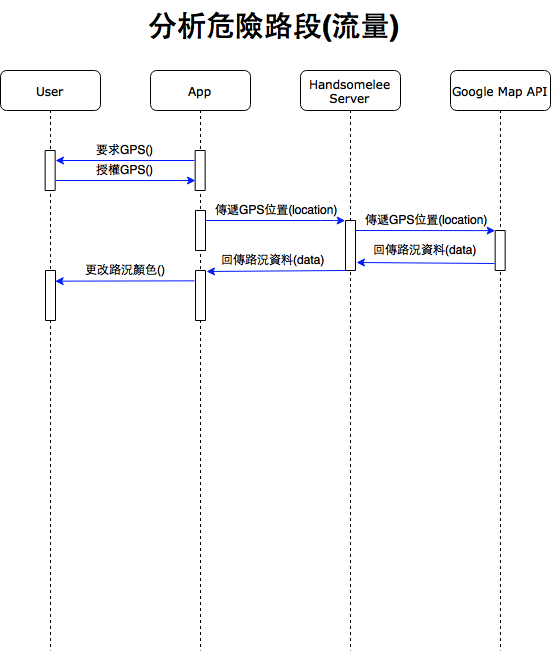 分析危險路段(流量)
User
App
Handsomelee
Server
Google Map API
要求GPS()
授權GPS()
傳遞GPS位置(location)
傳遞GPS位置(location)
回傳路況資料(data)
回傳路況資料(data)
更改路況顏色()